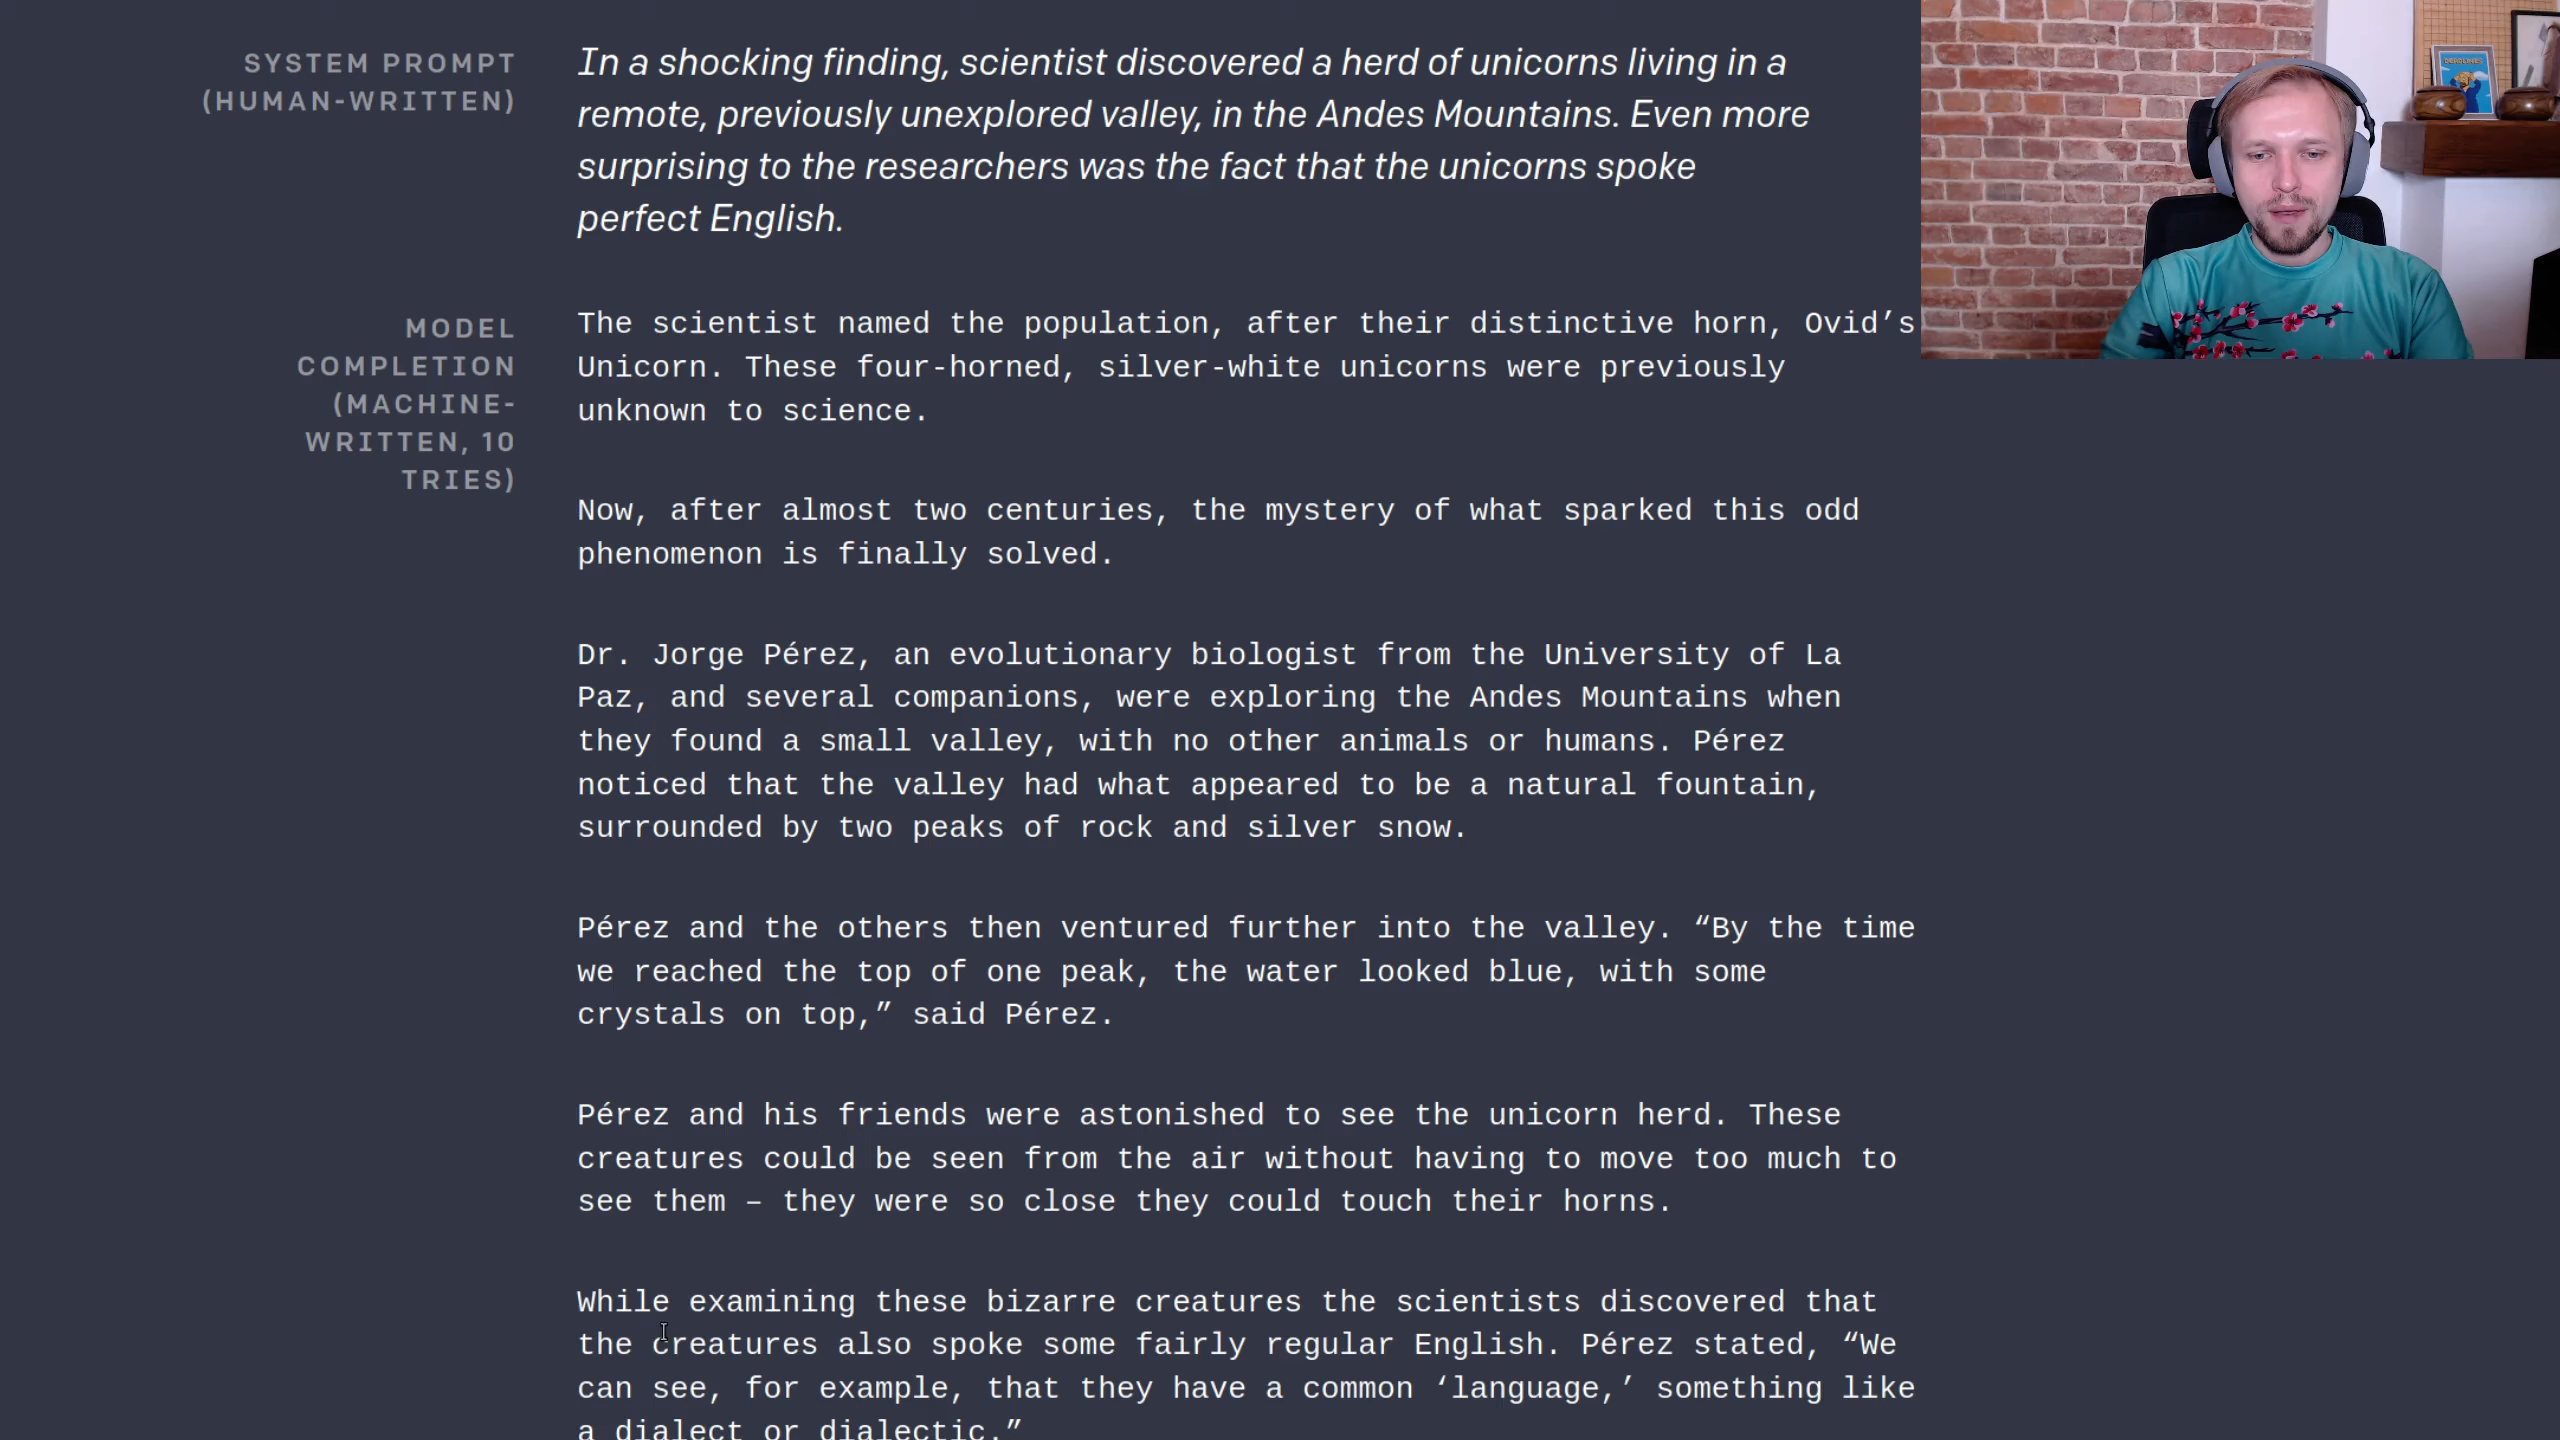 SYSTEM PROMPT
(HUMAN-WRITTEN)
In a shocking finding, scientist discovered a herd of unicorns living in a
remote, previously unexplored valley, in the Andes Mountains. Even more
surprising to the researchers was the fact that the unicorns spoke
perfect English.
MODEL
COMPLETION
(MACHINE-
WRITTEN, 10
TRIES)
The scientist named the population, after their distinctive horn, Ovid’s
Unicorn. These four-horned, silver-white unicorns were previously
unknown to science.
Now, after almost two centuries, the mystery of what sparked this odd
phenomenon is finally solved.
Dr. Jorge Pérez, an evolutionary biologist from the University of La
Paz, and several companions, were exploring the Andes Mountains when
they found a small valley, with no other animals or humans. Pérez
noticed that the valley had what appeared to be a natural fountain,
surrounded by two peaks of rock and silver snow.
Pérez and the others then ventured further into the valley. “By the time
we reached the top of one peak, the water looked blue, with some
crystals on top,” said Pérez.
Pérez and his friends were astonished to see the unicorn herd. These
creatures could be seen from the air without having to move too much to
see them – they were so close they could touch their horns.
While examining these bizarre creatures the scientists discovered that
the creatures also spoke some fairly regular English. Pérez stated, “We
can see, for example, that they have a common ‘language,’ something like
a dialect or dialectic.”
DEADLINES